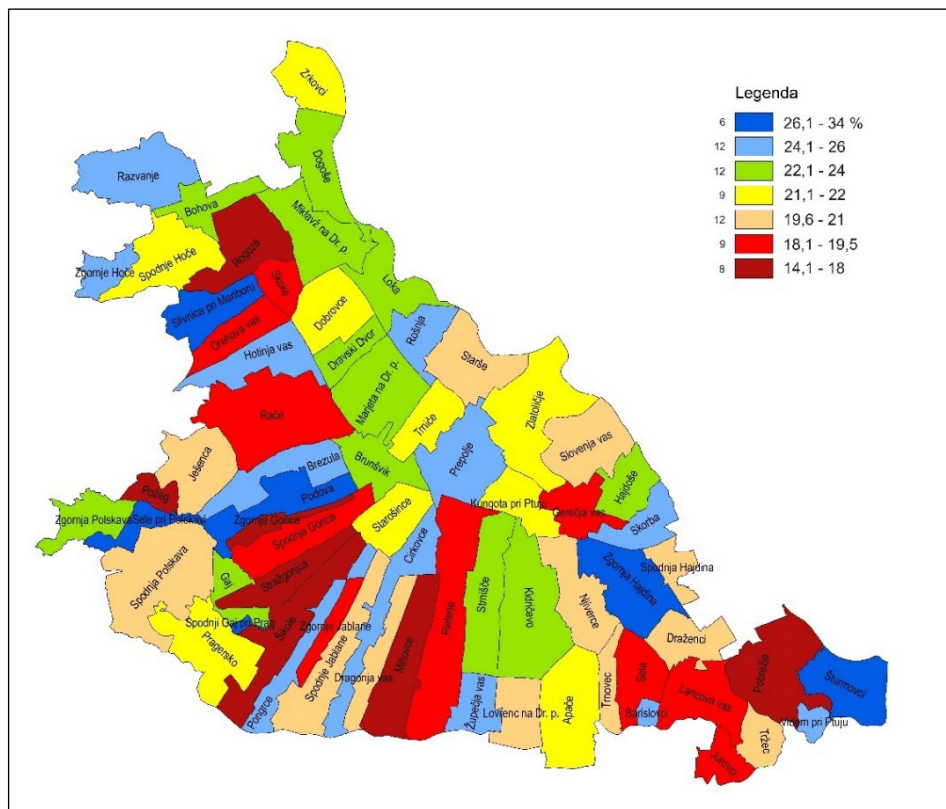 Zrkovci
Legenda
6 26,1 - 34 %
12 24,1 - 26
12 22,1 - 24
9 21,1 - 22
12 19,6 - 21
9 18,1 - 19,5
8 14,1 - 18
Dogoše
Razvanje
Bohova
Miklavž na Dr. p.
Rogoza
Spodnje Hoče
Zgornje Hoče
Skoke
Loka
Slivnica pri Mariboru
Dobrovce
Orehova vas
Rošnja
Hotinja vas
Dravski Dvor
Starše
Marjeta na Dr. p.
Zlatoličje
Rače
Trniče
Slovenja vas
Ješenca
Prepolje
Brezula
Brunšvik
Hajdoše
Požeg
Podova
Kungota pri Ptuju
Gerečja vas
Zgornja Polskava
Sele pri Polskavi
Zgornja Gorica
Starošince
Skorba
Spodnja Gorica
Cirkovce
Zgornja Hajdina
Spodnja Hajdina
Stražgonjca
Spodnja Polskava
Gaj
Strnišče
Kidričevo
Njiverce
Spodnji Gaj pri Prag
Šikole
Zgornje Jablane
Pleterje
Draženci
Pragersko
Spodnje Jablane
Dragonja vas
Mihovce
Pobrežje
Šturmovci
Sela
Lancova vas
Pongrce
Župečja vas
Lovrenc na Dr. p.
Apače
Trnovec
Barislovci
Videm pri Ptuju
Tržec
Jurovci